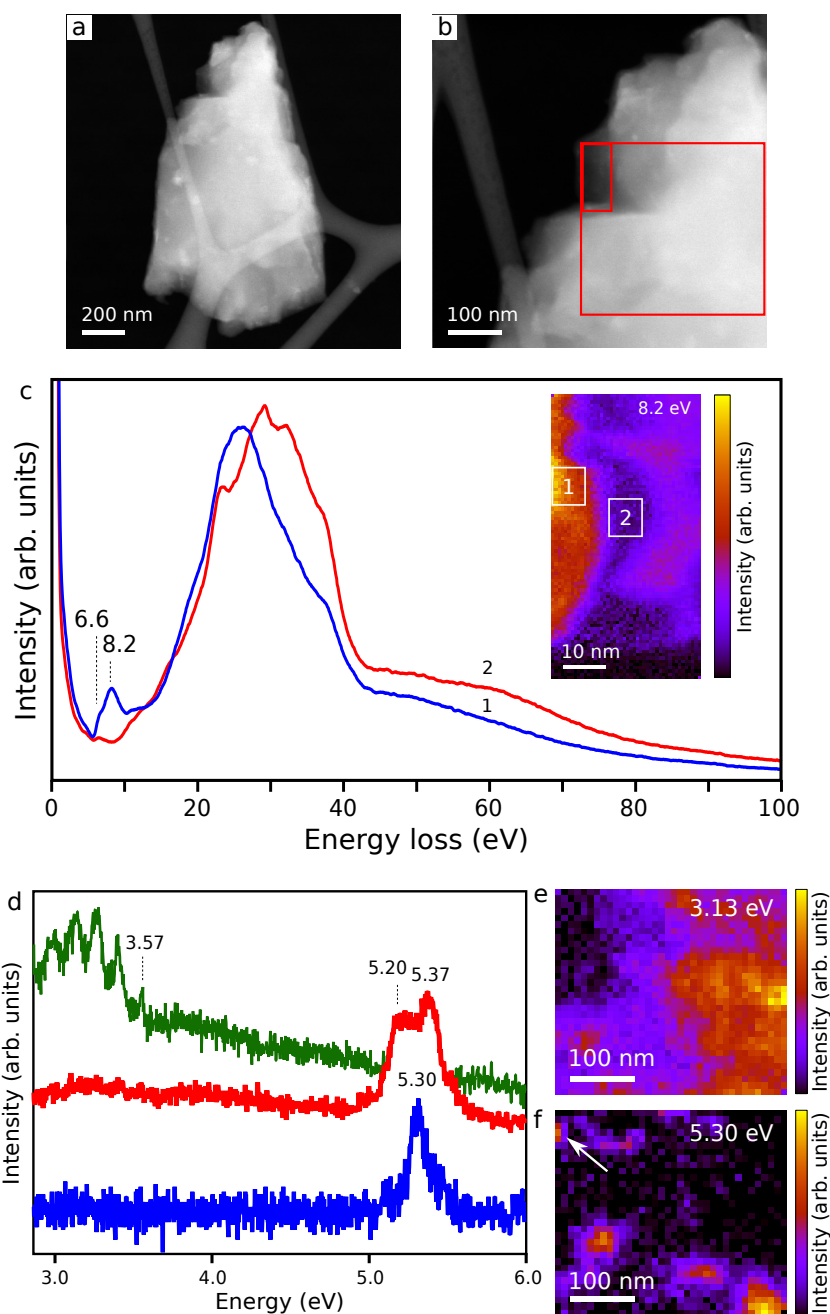 a
200 nm
b
100 nm
c
Intensity (arb. units)
6.6
8.2
2
1
8.2 eV
1
2
10 nm
Intensity (arb. units)
0
20
40
60
80
100
Energy loss (eV)
d
Intensity (arb. units)
3.57
5.20
5.37
5.30
3.0
4.0
5.0
6.0
Energy (eV)
e
3.13 eV
100 nm
Intensity (arb. units)
f
5.30 eV
100 nm
Intensity (arb. units)